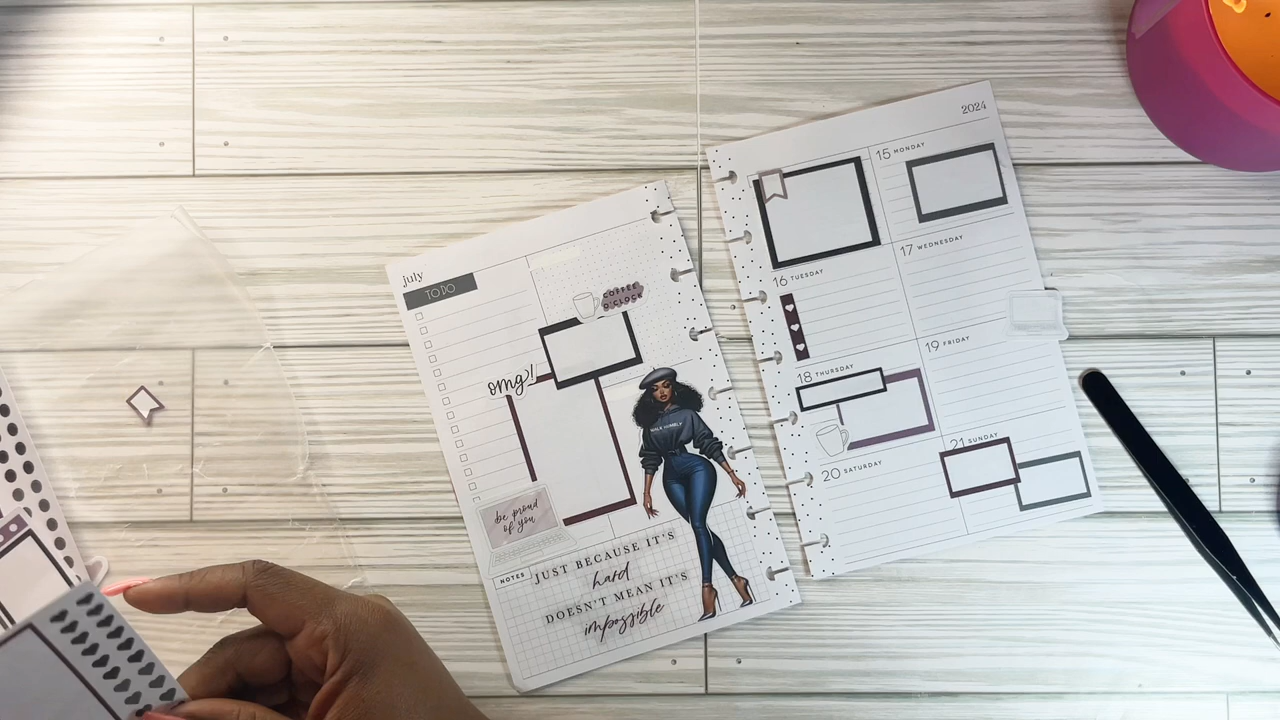 july
TO DO
COFFEE
O'CLOCK
omg!
WALK HUMBLY
be proud
of you
NOTES
JUST BECAUSE IT'S
hard
DOESN'T MEAN IT'S
impossible
2024
15 MONDAY
16 TUESDAY
17 WEDNESDAY
18 THURSDAY
19 FRIDAY
20 SATURDAY
21 SUNDAY